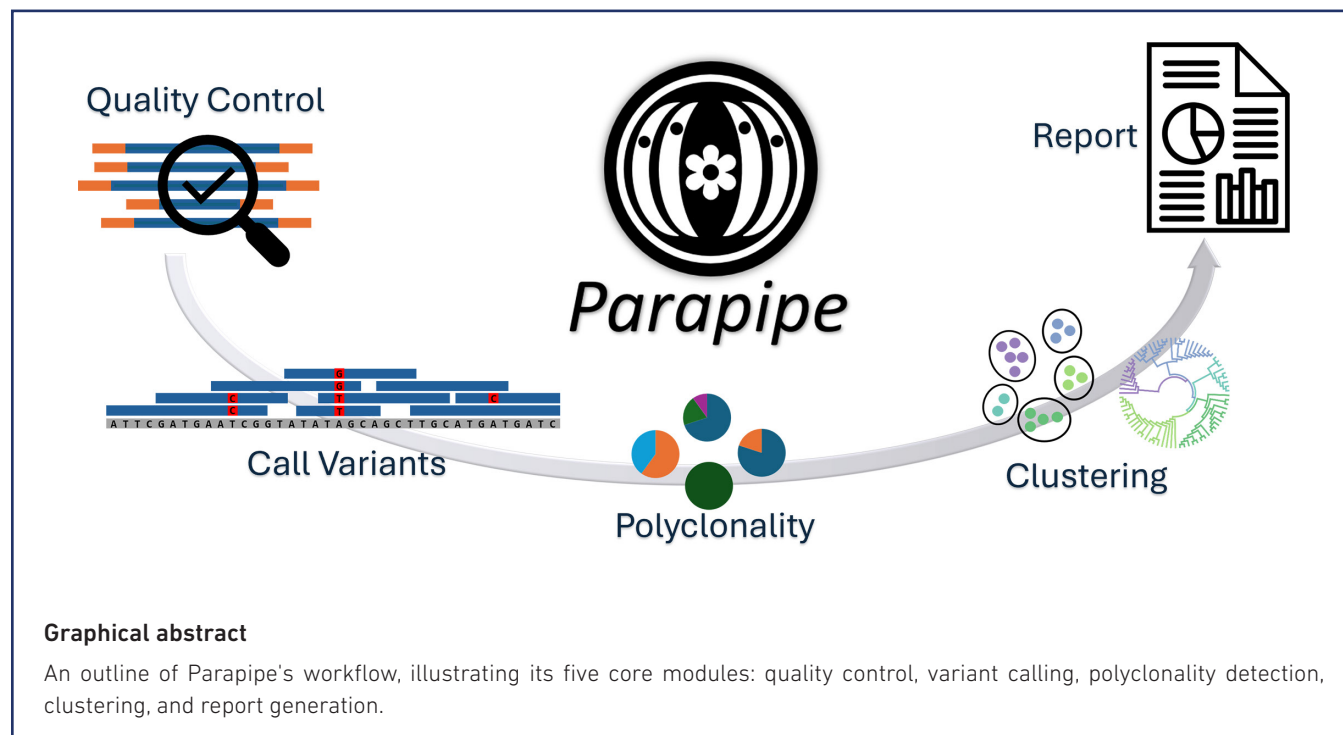 Quality Control
Report
Parapipe
G
G
C T C
C T
ATTCGATGAATCGGTATATAGCAGCTTGCATGATGATC
Call Variants
Polyclonality
Clustering
Graphical abstract
An outline of Parapipe's workflow, illustrating its five core modules: quality control, variant calling, polyclonality detection,
clustering, and report generation.